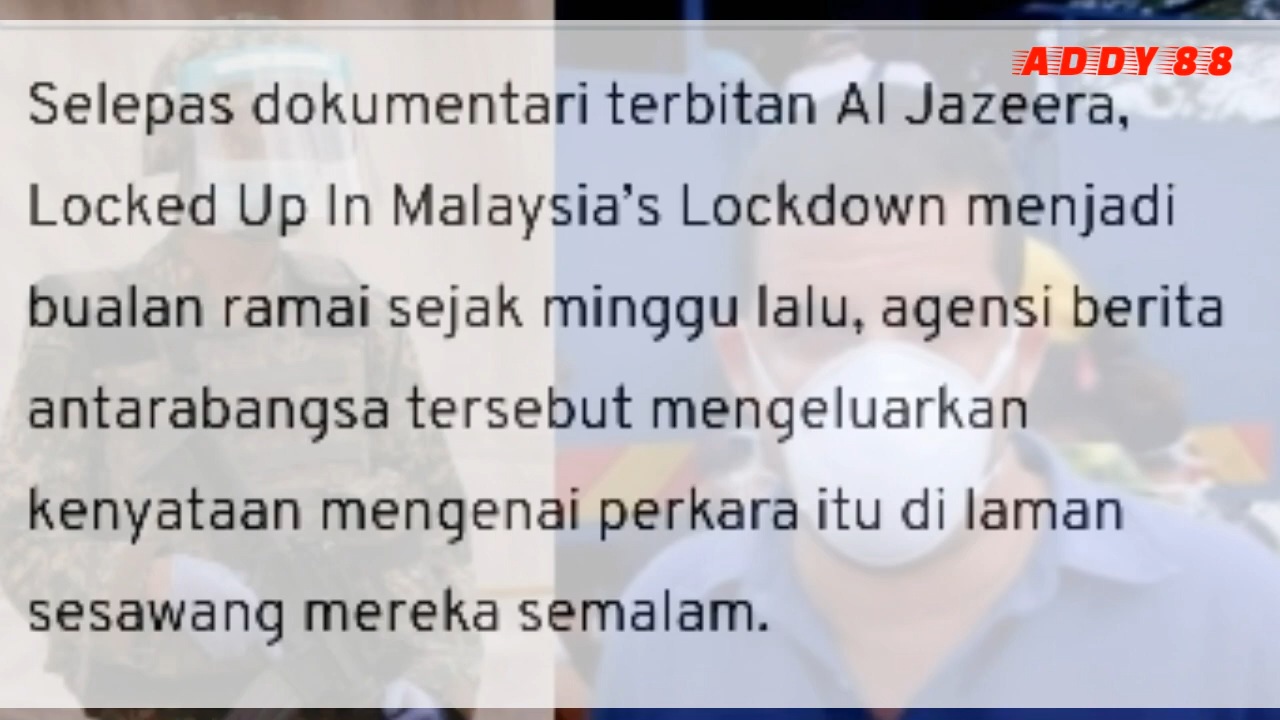 ADDY 88
Selepas dokumentari terbitan Al Jazeera,
Locked Up In Malaysia's Lockdown menjadi
bualan ramai sejak minggu lalu, agensi berita
antarabangsa tersebut mengeluarkan
kenyataan mengenai perkara itu di laman
sesawang mereka semalam.